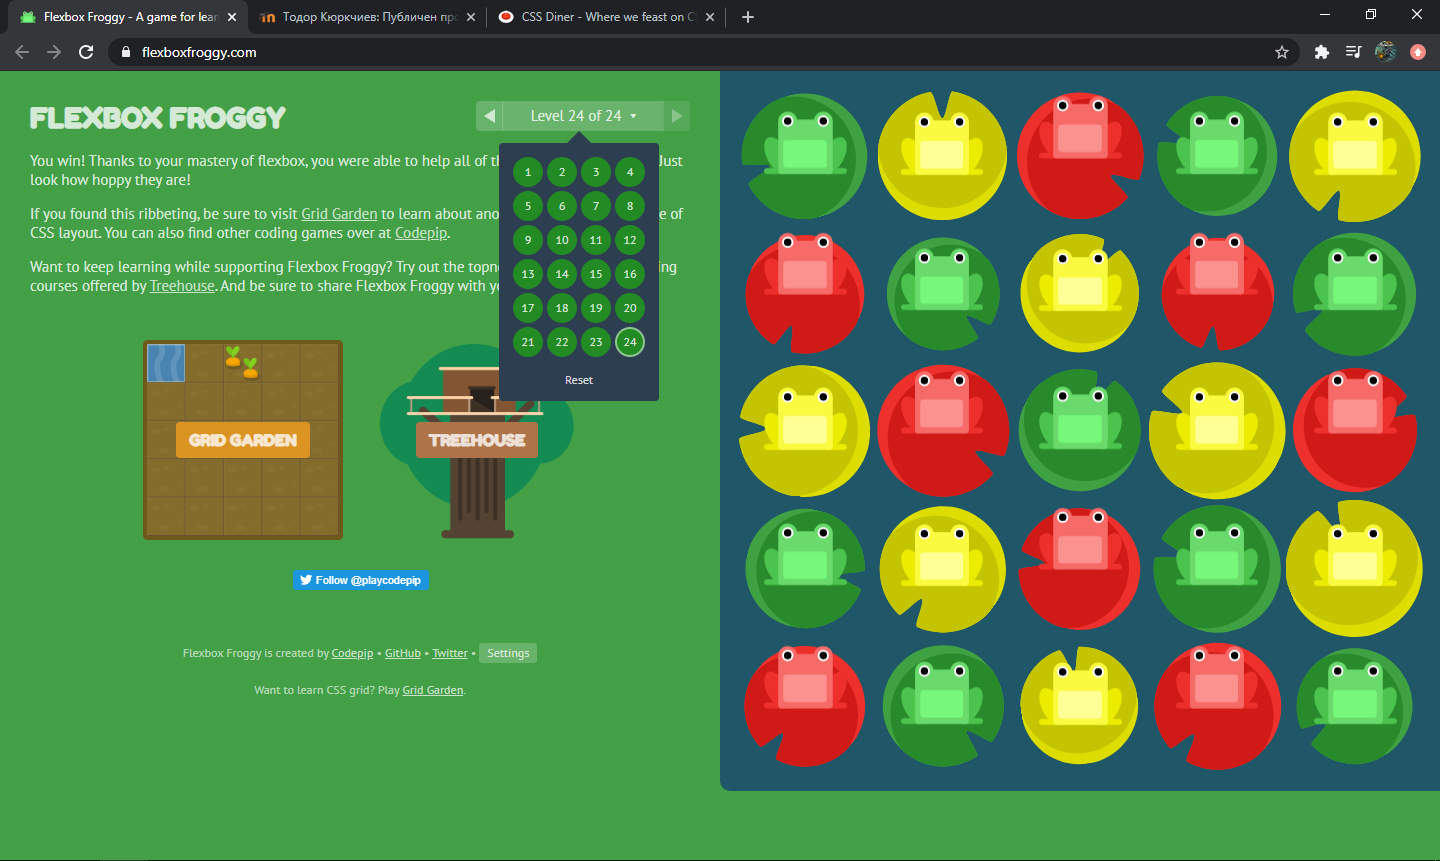 Flexbox Froggy - A game for lear
Тодор Кюркчиев: Публичен пр
CSS Diner - Where we feast on C
flexboxfroggy.com
FLEXBOX FROGGY
Level 24 of 24
You win! Thanks to your mastery of flexbox, you were able to help all of th Just
look how hoppy they are!
If you found this ribbeting, be sure to visit Grid Garden to learn about ano e of
CSS layout. You can also find other coding games over at Codepip.
Want to keep learning while supporting Flexbox Froggy? Try out the topn ng
courses offered by Treehouse. And be sure to share Flexbox Froggy with yo
1 2 3 4
5 6 7 8
9 10 11 12
13 14 15 16
17 18 19 20
21 22 23 24
Reset
GRID GARDEN
TREEHOUSE
Follow @playcodepip
Flexbox Froggy is created by Codepip • GitHub • Twitter • Settings
Want to learn CSS grid? Play Grid Garden.